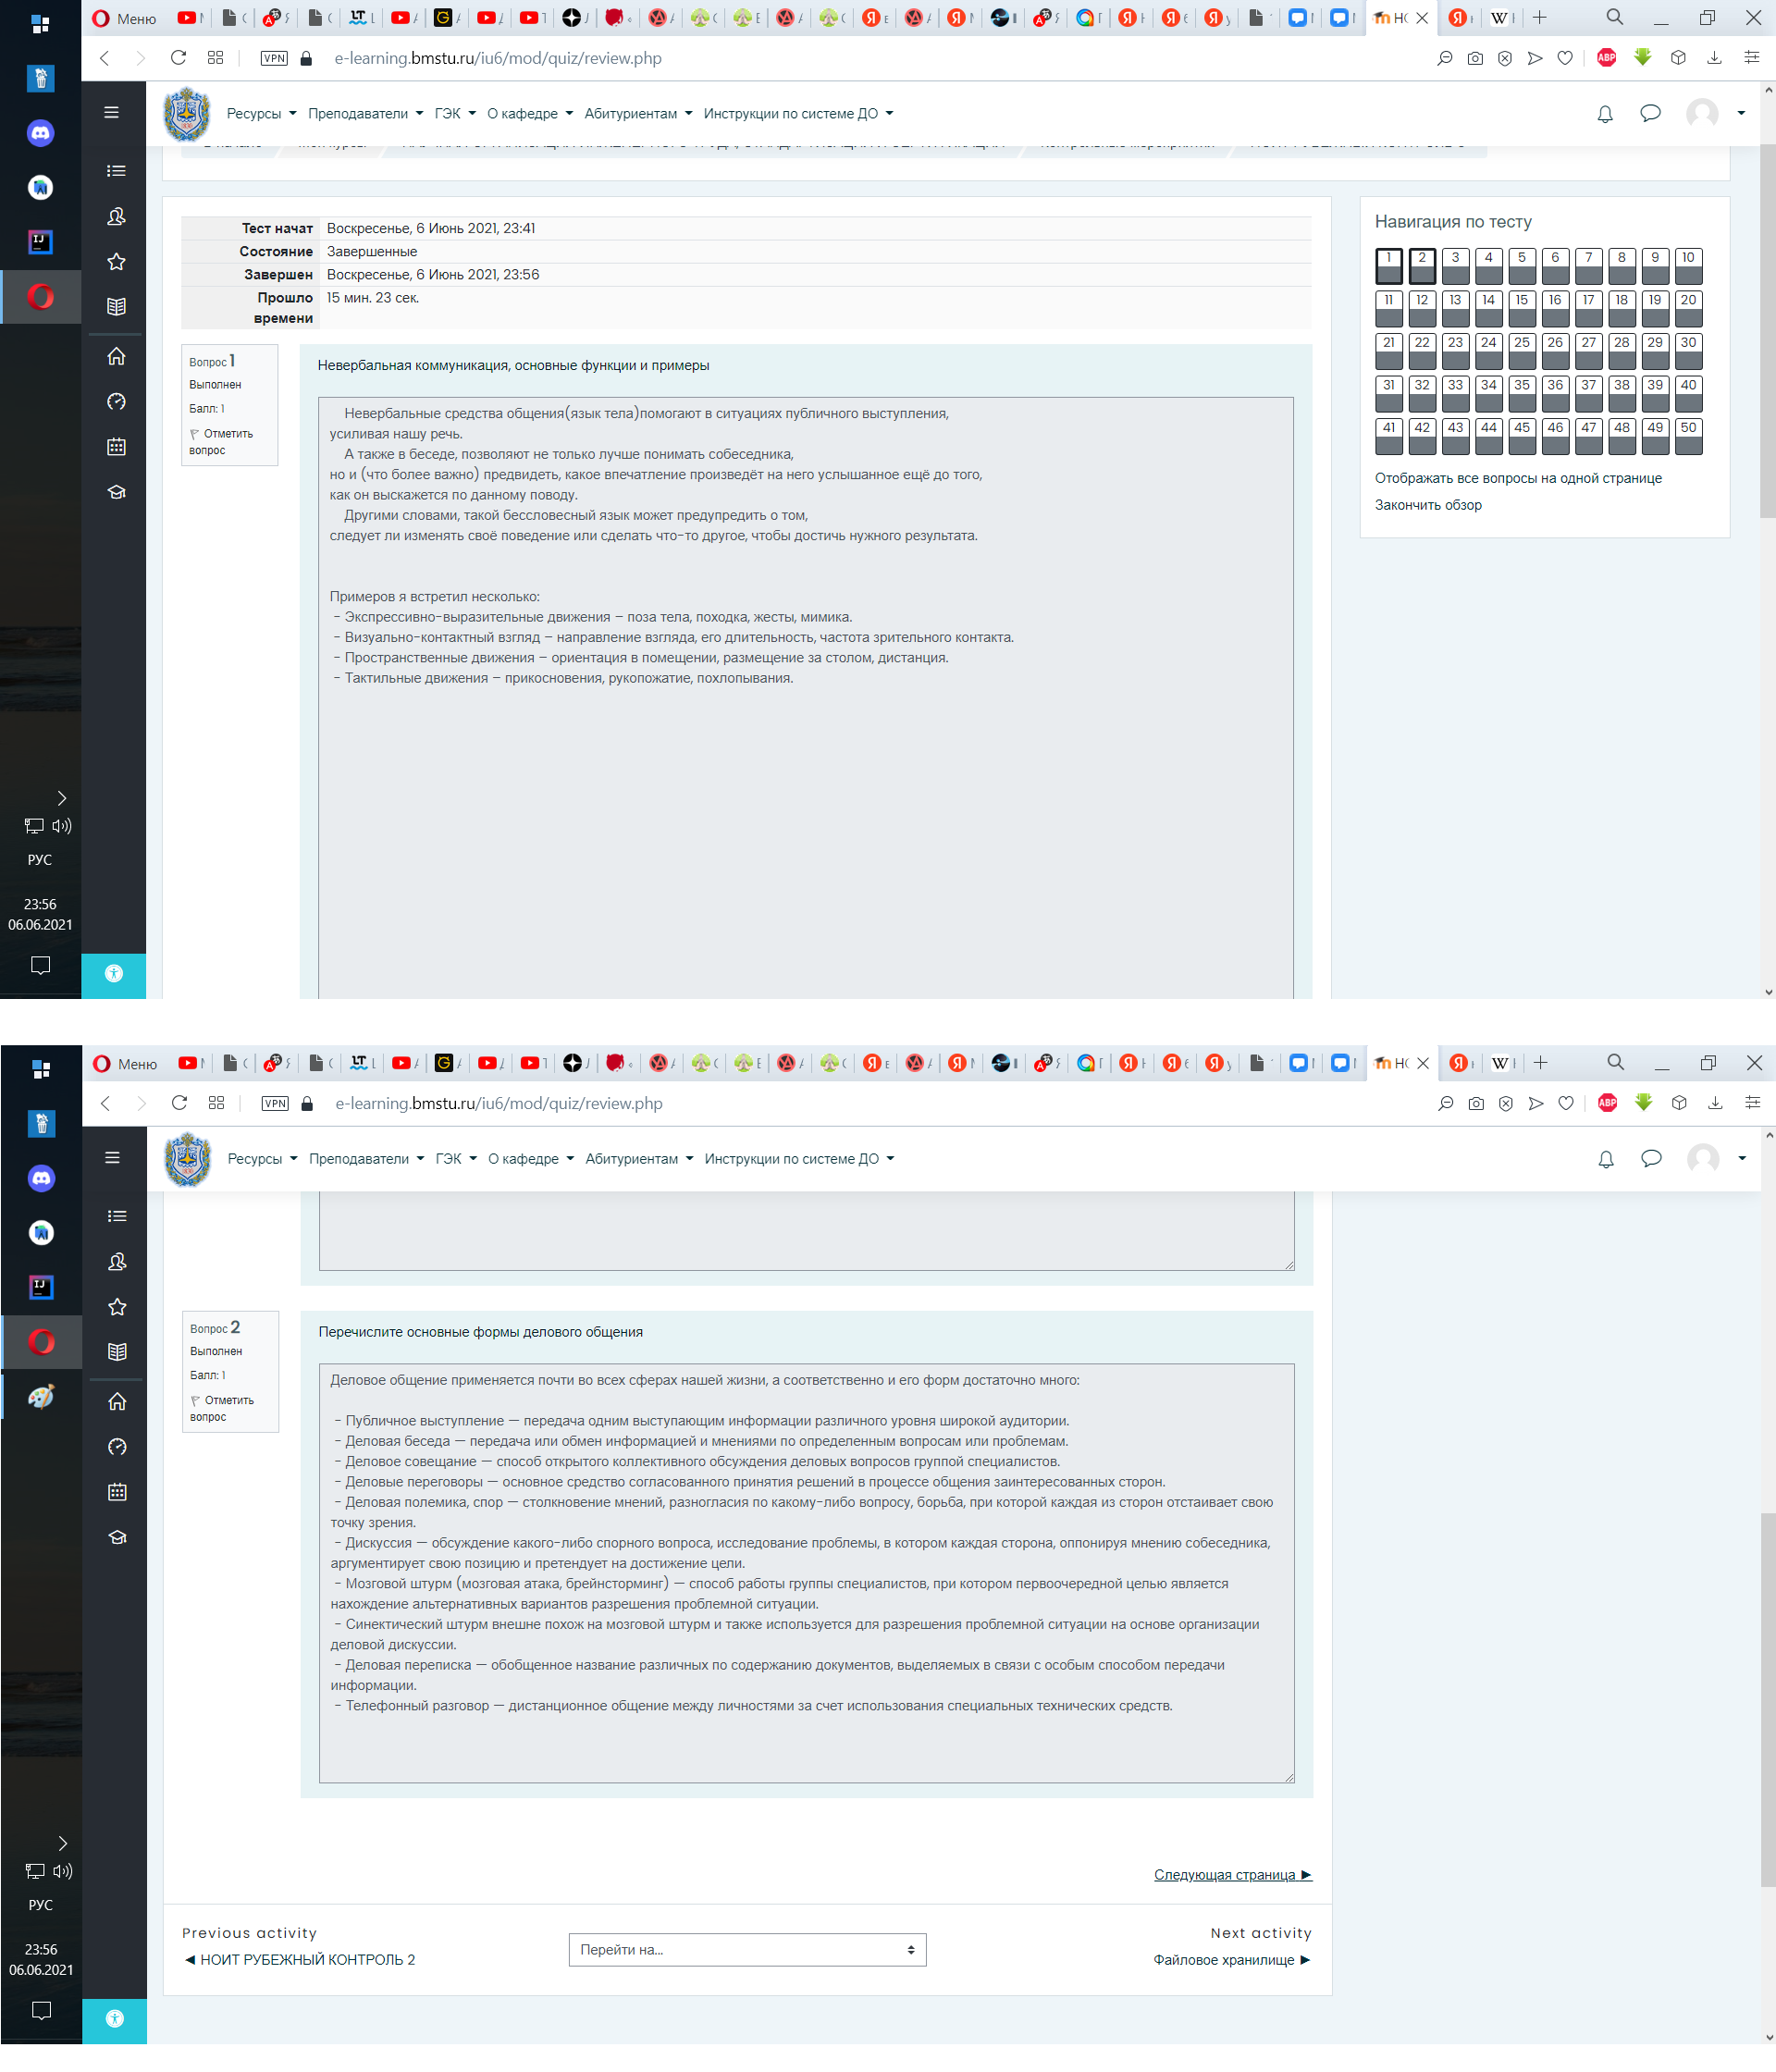 Меню
VPN
e-learning.bmstu.ru/iu6/mod/quiz/review.php
ABP
Ресурсы Преподаватели ГЭК О кафедре Абитуриентам Инструкции по системе ДО
Тест начат Воскресенье, 6 Июнь 2021, 23:41
Состояние Завершенные
Завершен Воскресенье, 6 Июнь 2021, 23:56
Прошло времени 15 мин. 23 сек.
Навигация по тесту
1 2 3 4 5 6 7 8 9 10
11 12 13 14 15 16 17 18 19 20
21 22 23 24 25 26 27 28 29 30
31 32 33 34 35 36 37 38 39 40
41 42 43 44 45 46 47 48 49 50
Отображать все вопросы на одной странице
Закончить обзор
Вопрос 1
Выполнен
Балл: 1
Отметить
вопрос
Невербальная коммуникация, основные функции и примеры
Невербальные средства общения(язык тела)помогают в ситуациях публичного выступления,
усиливая нашу речь.
А также в беседе, позволяют не только лучше понимать собеседника,
но и (что более важно) предвидеть, какое впечатление произведёт на него услышанное ещё до того,
как он выскажется по данному поводу.
Другими словами, такой бессловесный язык может предупредить о том,
следует ли изменять своё поведение или сделать что-то другое, чтобы достичь нужного результата.
Примеров я встретил несколько:
- Экспрессивно-выразительные движения – поза тела, походка, жесты, мимика.
- Визуально-контактный взгляд – направление взгляда, его длительность, частота зрительного контакта.
- Пространственные движения – ориентация в помещении, размещение за столом, дистанция.
- Тактильные движения – прикосновения, рукопожатие, похлопывания.
РУС
23:56
06.06.2021
Меню
VPN
e-learning.bmstu.ru/iu6/mod/quiz/review.php
ABP
Ресурсы Преподаватели ГЭК О кафедре Абитуриентам Инструкции по системе ДО
Вопрос 2
Выполнен
Балл: 1
Отметить
вопрос
Перечислите основные формы делового общения
Деловое общение применяется почти во всех сферах нашей жизни, а соответственно и его форм достаточно много:
- Публичное выступление — передача одним выступающим информации различного уровня широкой аудитории.
- Деловая беседа — передача или обмен информацией и мнениями по определенным вопросам или проблемам.
- Деловое совещание — способ открытого коллективного обсуждения деловых вопросов группой специалистов.
- Деловые переговоры — основное средство согласованного принятия решений в процессе общения заинтересованных сторон.
- Деловая полемика, спор — столкновение мнений, разногласия по какому-либо вопросу, борьба, при которой каждая из сторон отстаивает свою
точку зрения.
- Дискуссия — обсуждение какого-либо спорного вопроса, исследование проблемы, в котором каждая сторона, оппонируя мнению собеседника,
аргументирует свою позицию и претендует на достижение цели.
- Мозговой штурм (мозговая атака, брейнсторминг) — способ работы группы специалистов, при котором первоочередной целью является
нахождение альтернативных вариантов разрешения проблемной ситуации.
- Синектический штурм внешне похож на мозговой штурм и также используется для разрешения проблемной ситуации на основе организации
деловой дискуссии.
- Деловая переписка — обобщенное название различных по содержанию документов, выделяемых в связи с особым способом передачи
информации.
- Телефонный разговор — дистанционное общение между личностями за счет использования специальных технических средств.
Следующая страница ►
Previous activity
◄ НОИТ РУБЕЖНЫЙ КОНТРОЛЬ 2
Перейти на...
Next activity
Файловое хранилище ►
РУС
23:56
06.06.2021